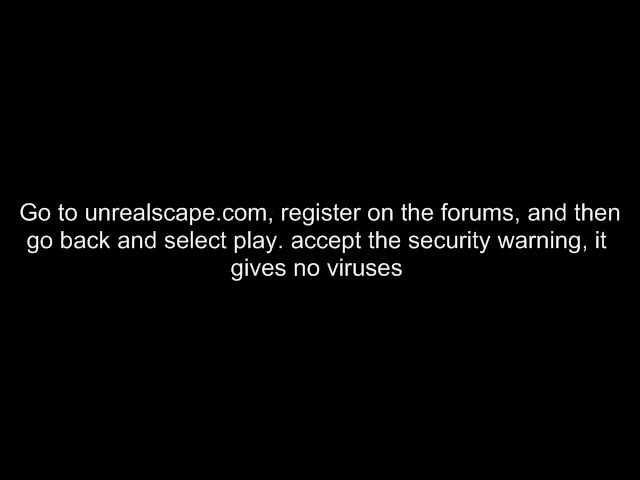 Go to unrealscape.com, register on the forums, and then
go back and select play. accept the security warning, it
gives no viruses